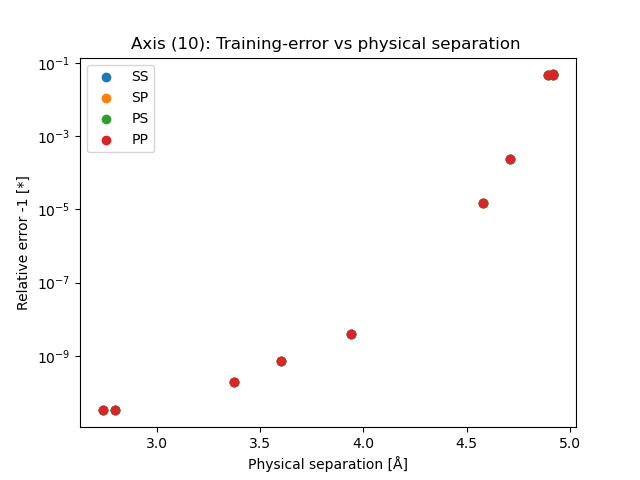 Axis (10): Training-error vs physical separation
SS
SP
PS
PP
Relative error -1 [*]
10⁻¹
10⁻³
10⁻⁵
10⁻⁷
10⁻⁹
3.0 3.5 4.0 4.5 5.0
Physical separation [Å]